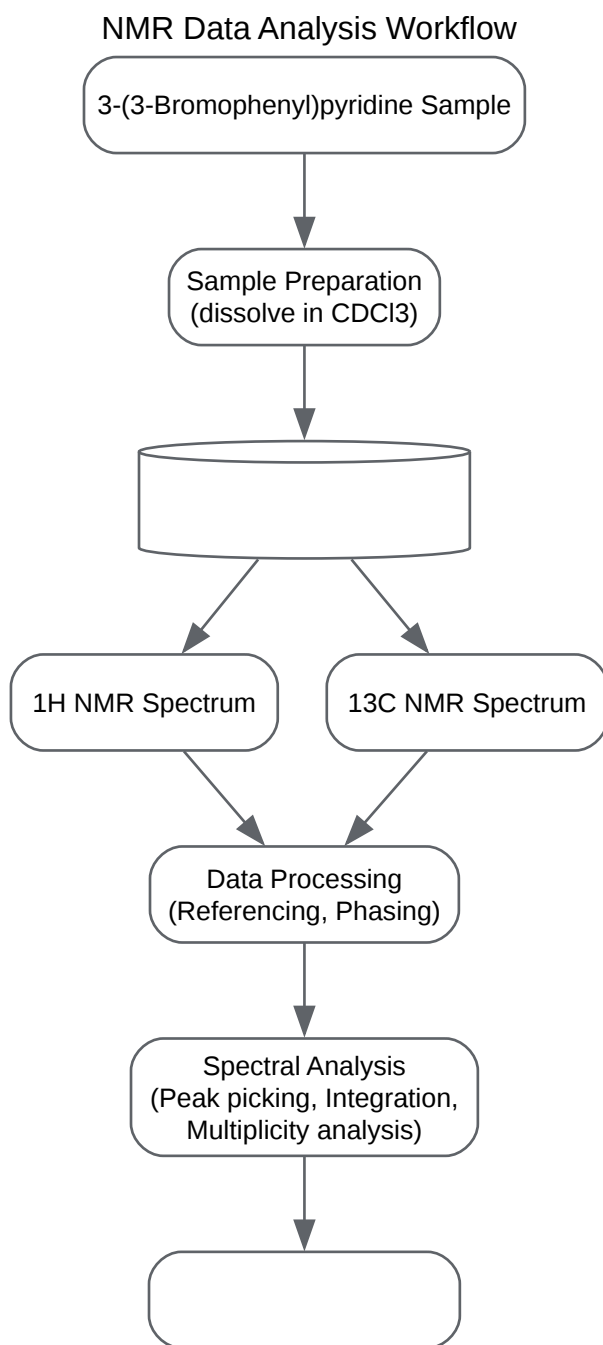 NMR Data Analysis Workflow
3-(3-Bromophenyl)pyridine Sample
Sample Preparation
(dissolve in CDCl3)
1H NMR Spectrum
13C NMR Spectrum
Data Processing
(Referencing, Phasing)
Spectral Analysis
(Peak picking, Integration,
Multiplicity analysis)